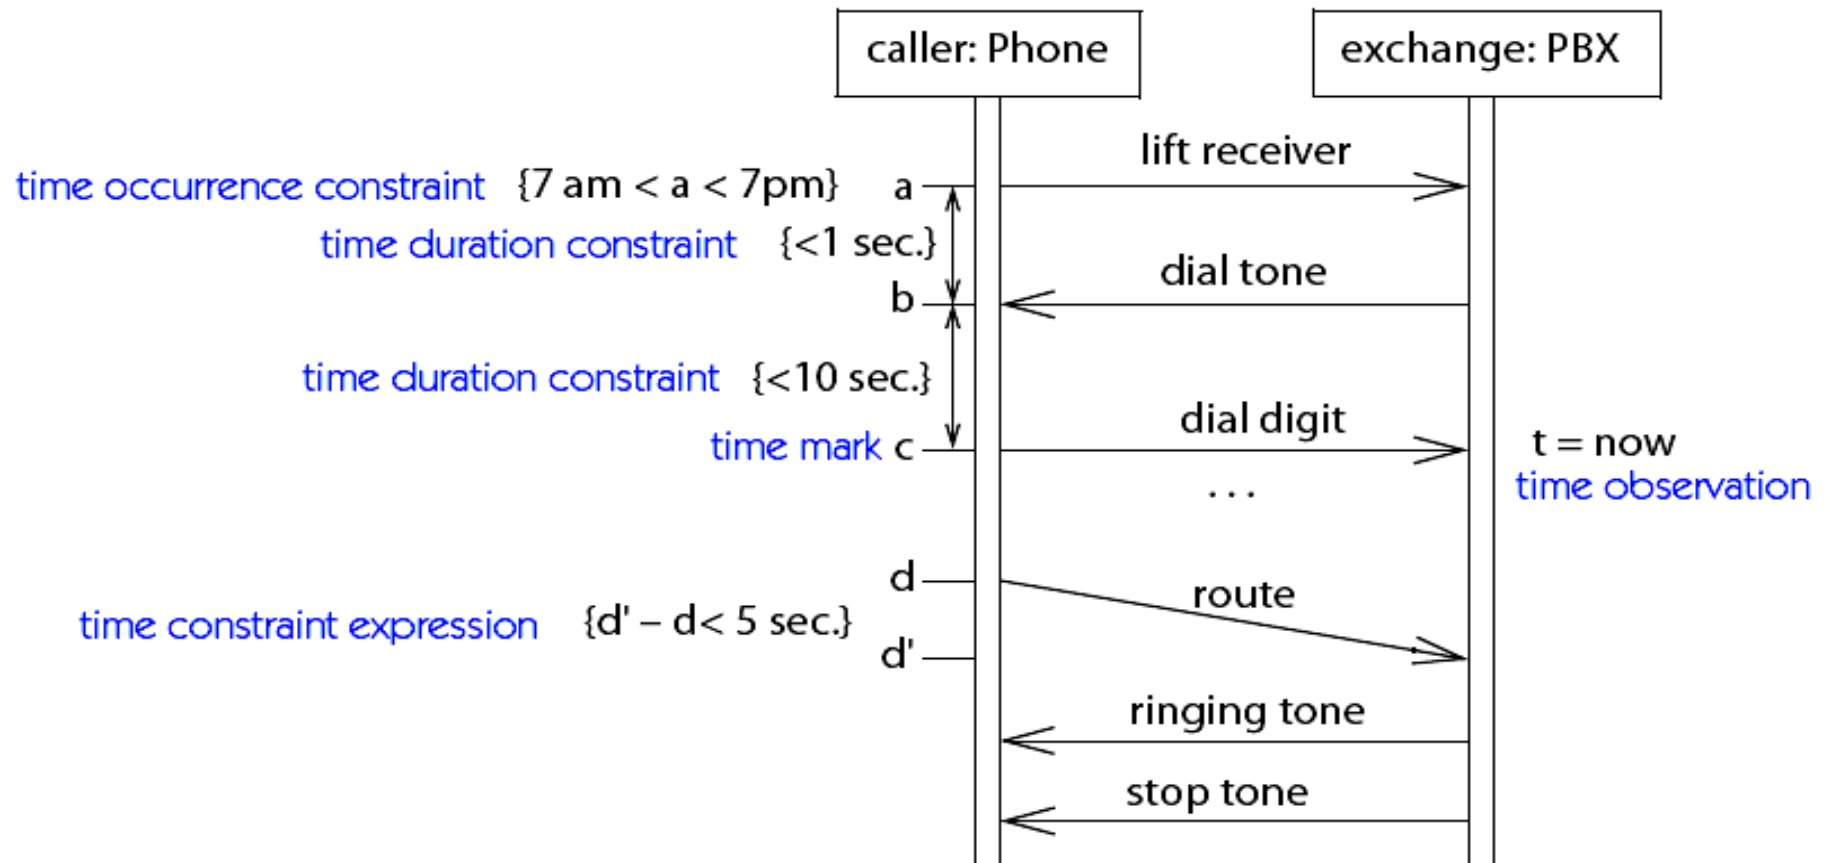 caller: Phone
exchange: PBX
lift receiver
time occurrence constraint {7 am < a < 7pm} a
time duration constraint {<1 sec.}
dial tone
b
time duration constraint {<10 sec.}
dial digit
time mark c
t = now
time observation
. . .
d
route
time constraint expression {d' – d< 5 sec.}
d'
ringing tone
stop tone